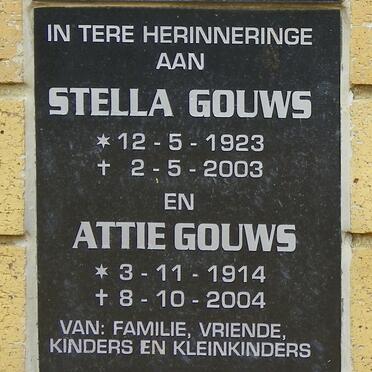 IN TERE HERINNERINGE
AAN
STELLA GOUWS
* 12 - 5 - 1923
† 2 - 5 - 2003
EN
ATTIE GOUWS
* 3 - 11 - 1914
† 8 - 10 - 2004
VAN: FAMILIE, VRIENDE,
KINDERS EN KLEINKINDERS